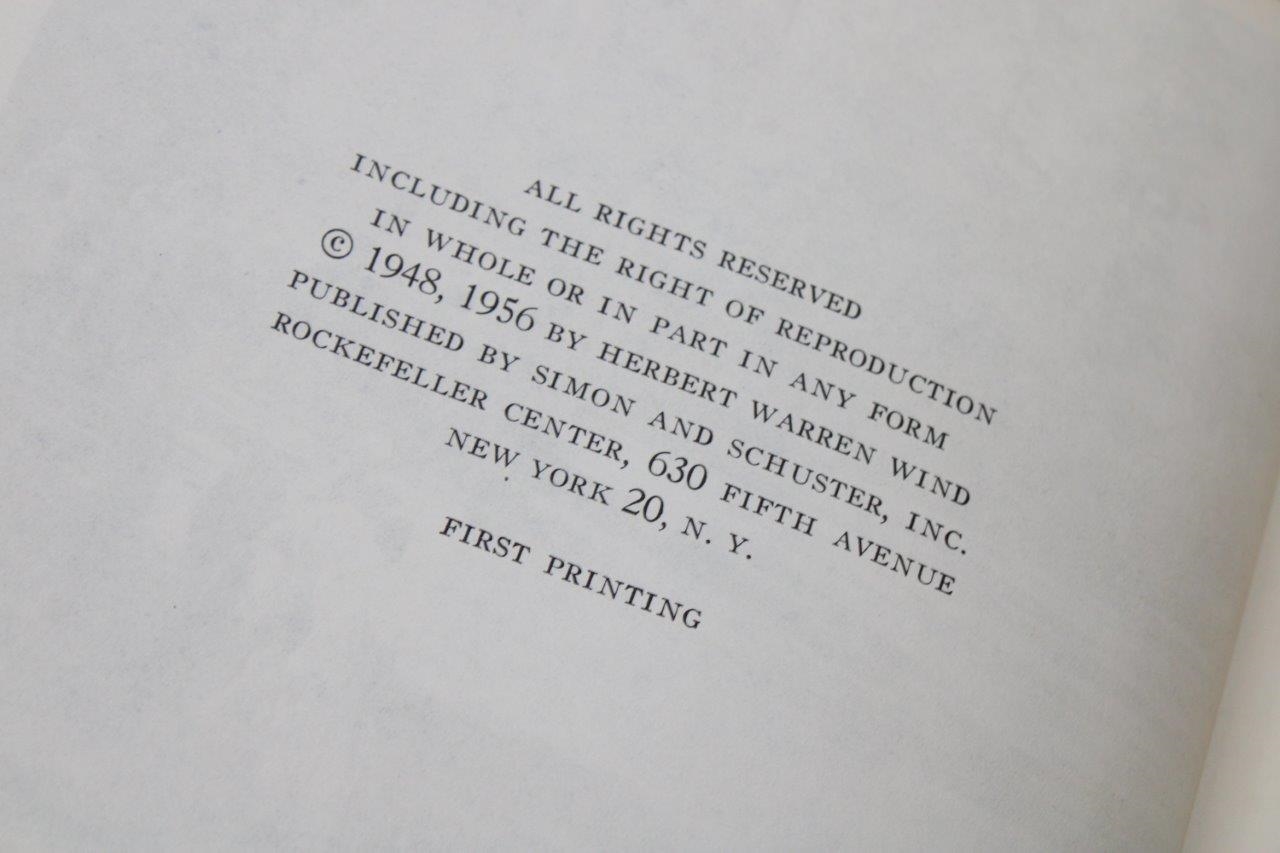 ALL RIGHTS RESERVED
INCLUDING THE RIGHT OF REPRODUCTION
IN WHOLE OR IN PART IN ANY FORM
© 1948, 1956 BY HERBERT WARREN WIND
PUBLISHED BY SIMON AND SCHUSTER, INC.
ROCKEFELLER CENTER, 630 FIFTH AVENUE
NEW YORK 20, N. Y.
FIRST PRINTING